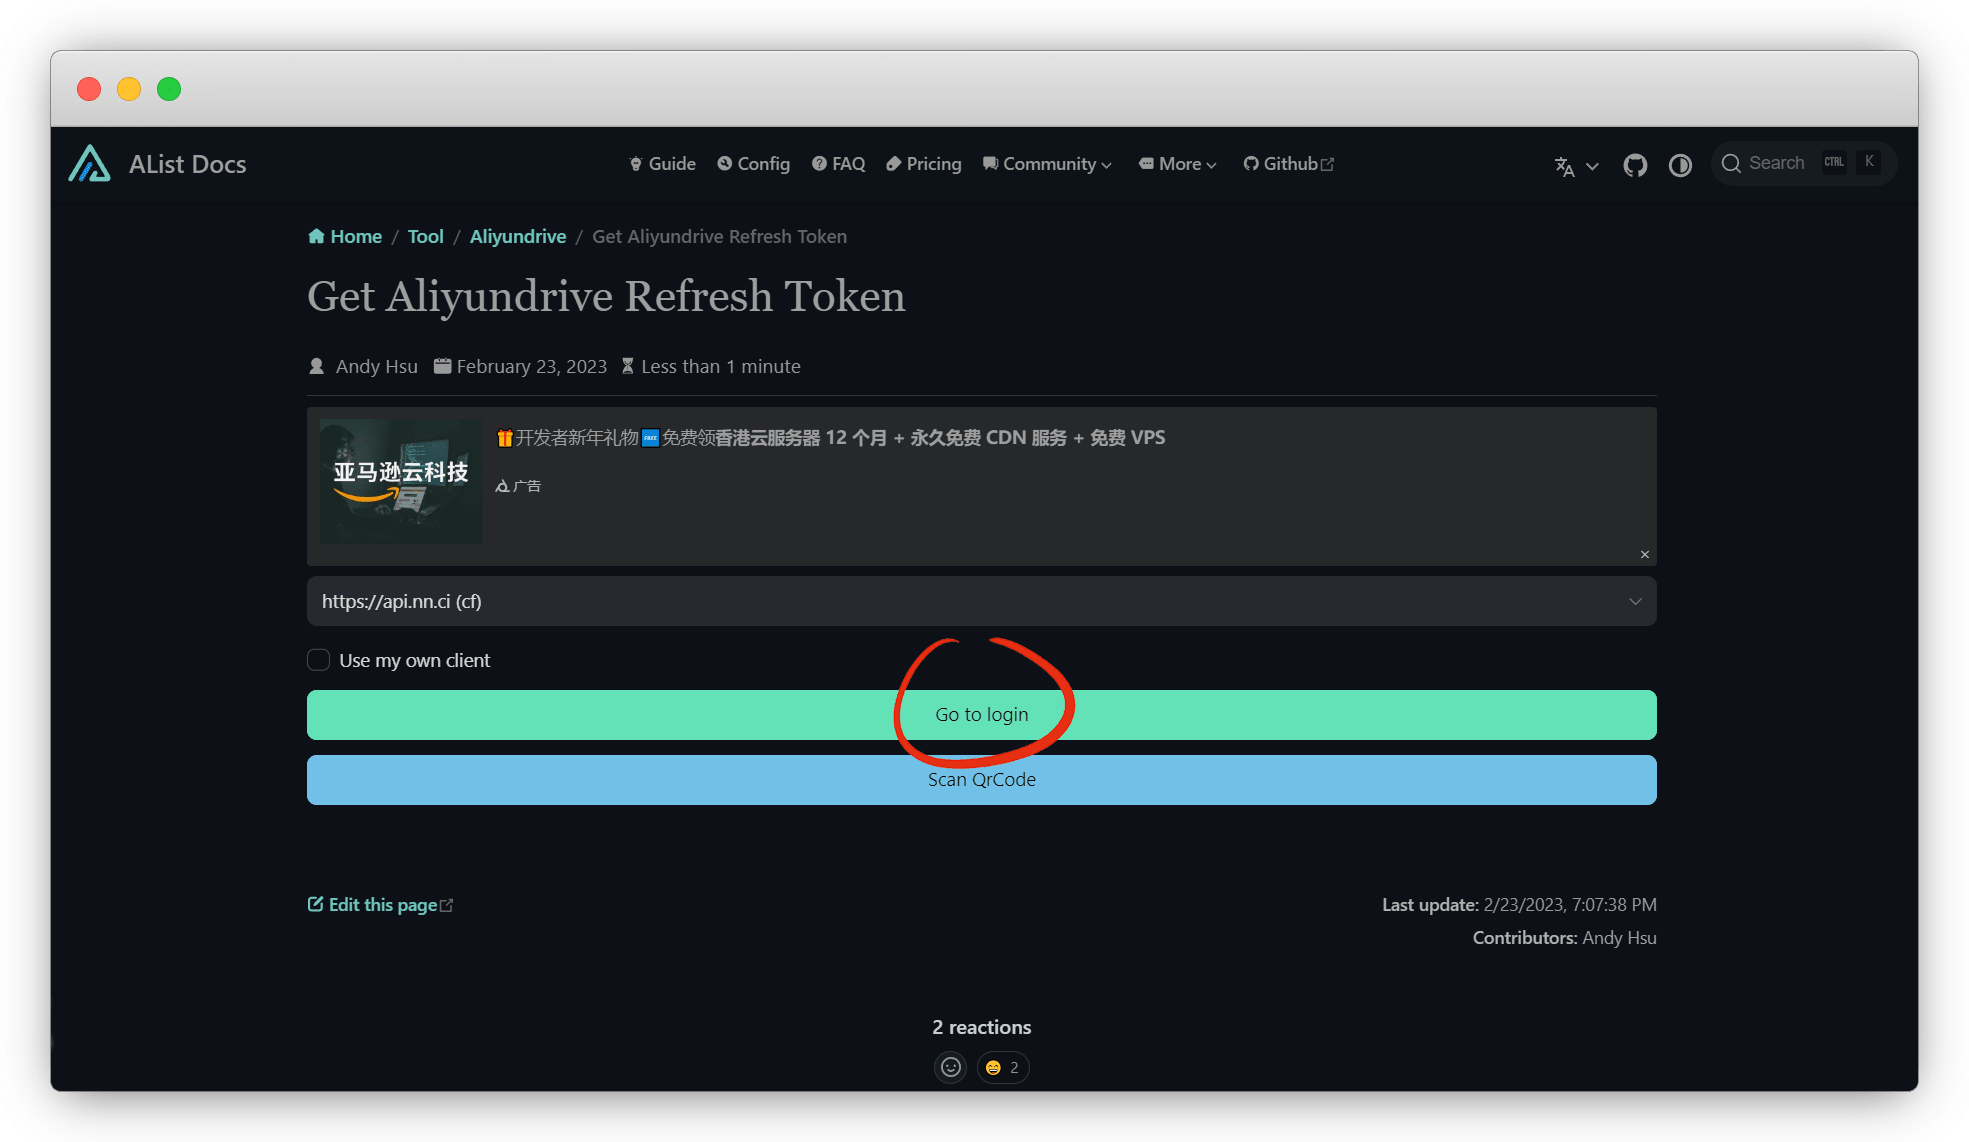 AList Docs
Guide Config FAQ Pricing Community More Github
Search CTRL K
Home / Tool / Aliyundrive / Get Aliyundrive Refresh Token
Get Aliyundrive Refresh Token
Andy Hsu February 23, 2023 Less than 1 minute
亚马逊云科技
🎁开发者新年礼物🆓免费领香港云服务器 12 个月 + 永久免费 CDN 服务 + 免费 VPS
广告
×
https://api.nn.ci (cf)
Use my own client
Go to login
Scan QrCode
Edit this page
Last update: 2/23/2023, 7:07:38 PM
Contributors: Andy Hsu
2 reactions
😄 2